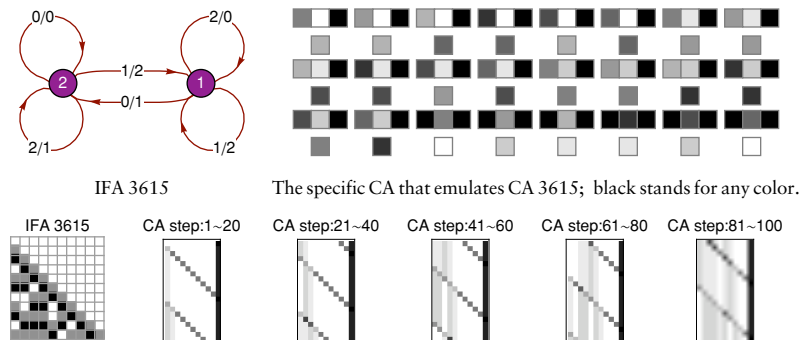 0/0
2/0
2
1/2
1
0/1
2/1
1/2
IFA 3615
The specific CA that emulates CA 3615; black stands for any color.
IFA 3615
CA step:1~20
CA step:21~40
CA step:41~60
CA step:61~80
CA step:81~100